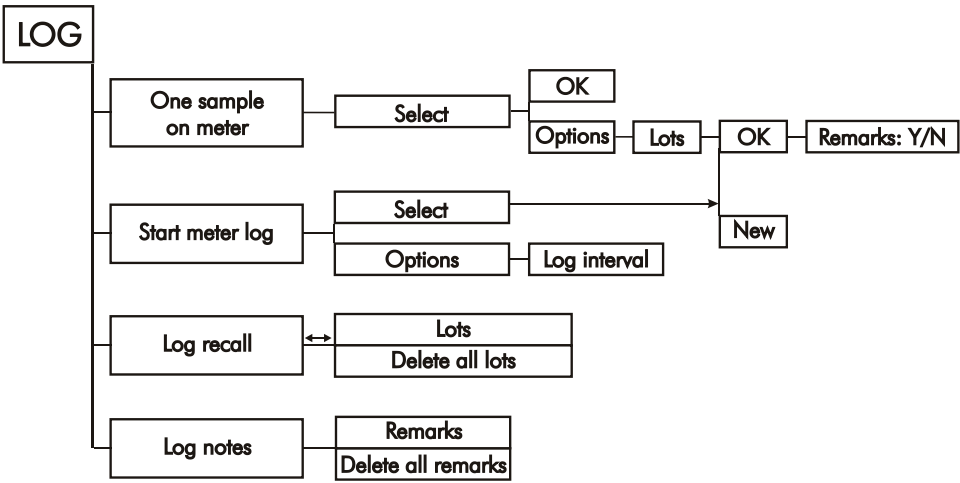 LOG
One sample
on meter
Select
OK
Options
Lots
OK
Remarks: Y/N
New
Start meter log
Select
Options
Log interval
Log recall
Lots
Delete all lots
Log notes
Remarks
Delete all remarks